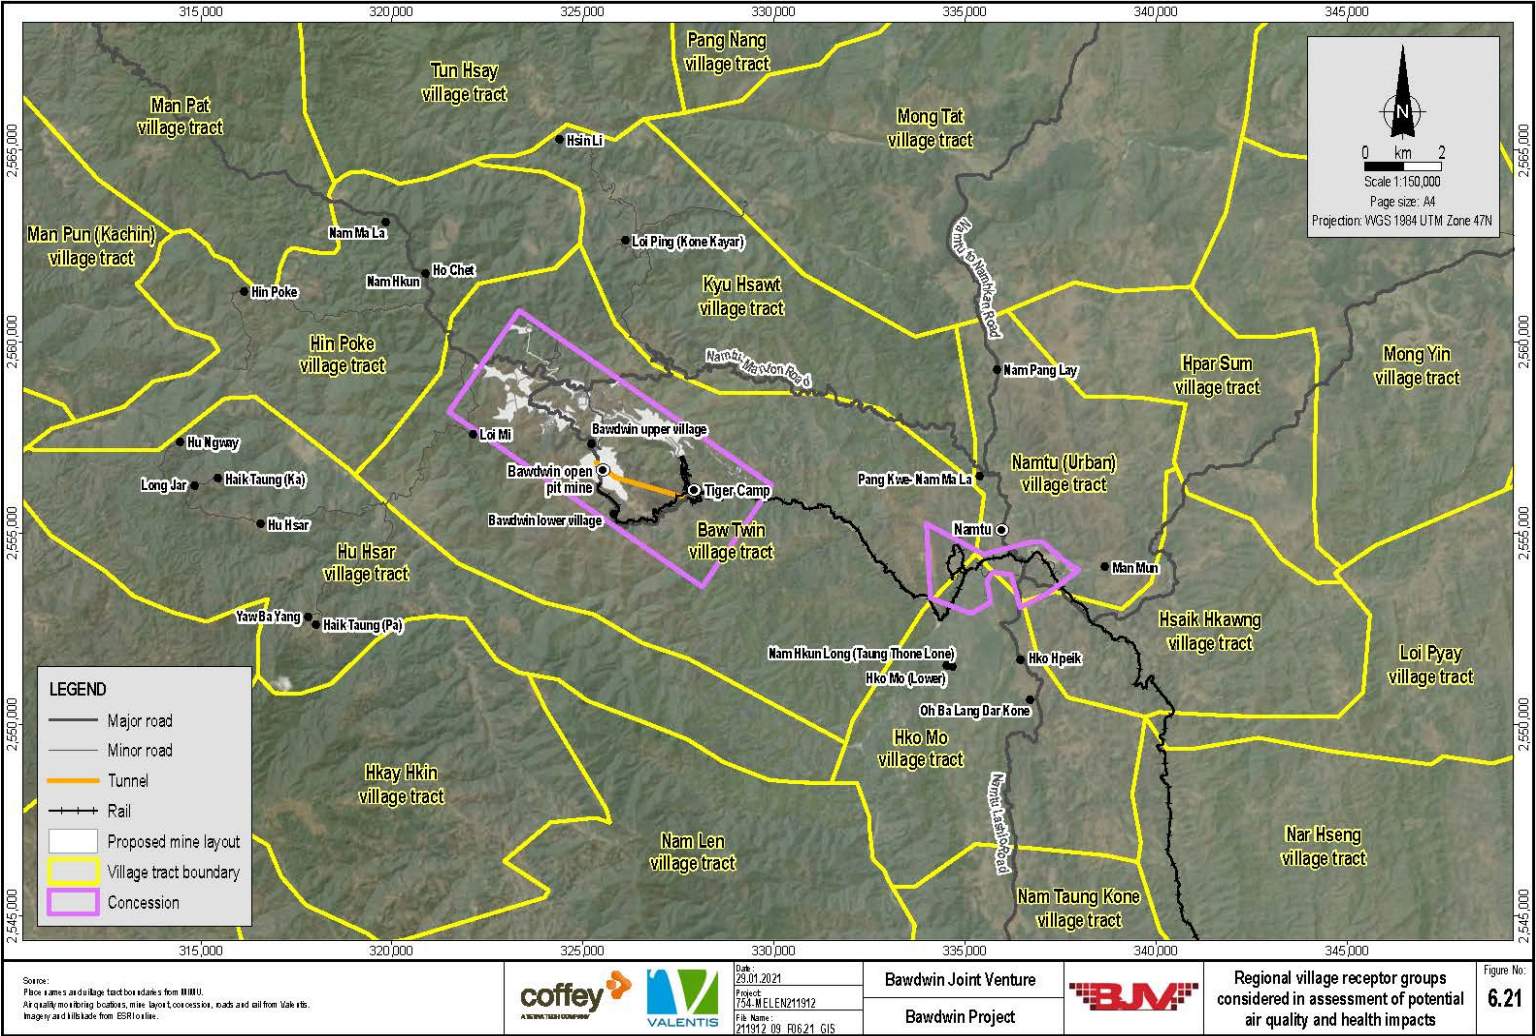 315,000 320,000 325,000 330,000 335,000 340,000 345,000
2,565,000
2,560,000
2,555,000
2,550,000
2,545,000
2,565,000
2,560,000
2,555,000
2,550,000
2,545,000
Pang Nang
village tract
Tun Hsay
village tract
Man Pat
village tract
Mong Tat
village tract
N
0 km 2
Scale 1:150,000
Page size: A4
Projection: WGS 1984 UTM Zone 47N
Hsin Li
Man Pun (Kachin)
village tract
Nam Ma La
Loi Ping (Kone Kayar)
Namtu to Namhkan Road
Ho Chet
Nam Hkun
Hin Poke
Kyu Hsawt
village tract
Hin Poke
village tract
Namtu-Manton Road
Nam Pang Lay
Hpar Sum
village tract
Mong Yin
village tract
Hu Ngway
Loi Mi
Bawdwin upper village
Bawdwin open
pit mine
Long Jar
Haik Taung (Ka)
Tiger Camp
Pang Kwe- Nam Ma La
Namtu (Urban)
village tract
Hu Hsar
Bawdwin lower village
Baw Twin
village tract
Namtu
Hu Hsar
village tract
Man Mun
Yaw Ba Yang
Haik Taung (Pa)
Hsaik Hkawng
village tract
Nam Hkun Long (Taung Thone Lone)
Hko Mo (Lower)
Hko Hpeik
Loi Pyay
village tract
Oh Ba Lang Dar Kone
Hko Mo
village tract
Hkay Hkin
village tract
Namtu Lashio Road
Nam Len
village tract
Nar Hseng
village tract
Nam Taung Kone
village tract
LEGEND
Major road
Minor road
Tunnel
Rail
Proposed mine layout
Village tract boundary
Concession
315,000 320,000 325,000 330,000 335,000 340,000 345,000
Source:
Place names and village tract boundaries from MIMU.
Air quality monitoring locations, mine layout, concession, roads and rail from Valentis.
Imagery and hillshade from ESRI online.
coffey
A TETRA TECH COMPANY
VALENTIS
Date:
29.01.2021
Project:
754-MELEN211912
File Name:
211912_09_F06.21_GIS
Bawdwin Joint Venture
Bawdwin Project
BJV
Regional village receptor groups
considered in assessment of potential
air quality and health impacts
Figure No:
6.21